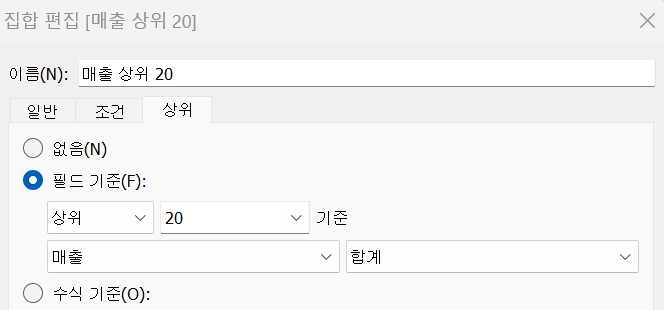 집합 편집 [매출 상위 20]
이름(N): 매출 상위 20
일반 조건 상위
없음(N)
필드 기준(F):
상위 20 기준
매출 합계
수식 기준(O):